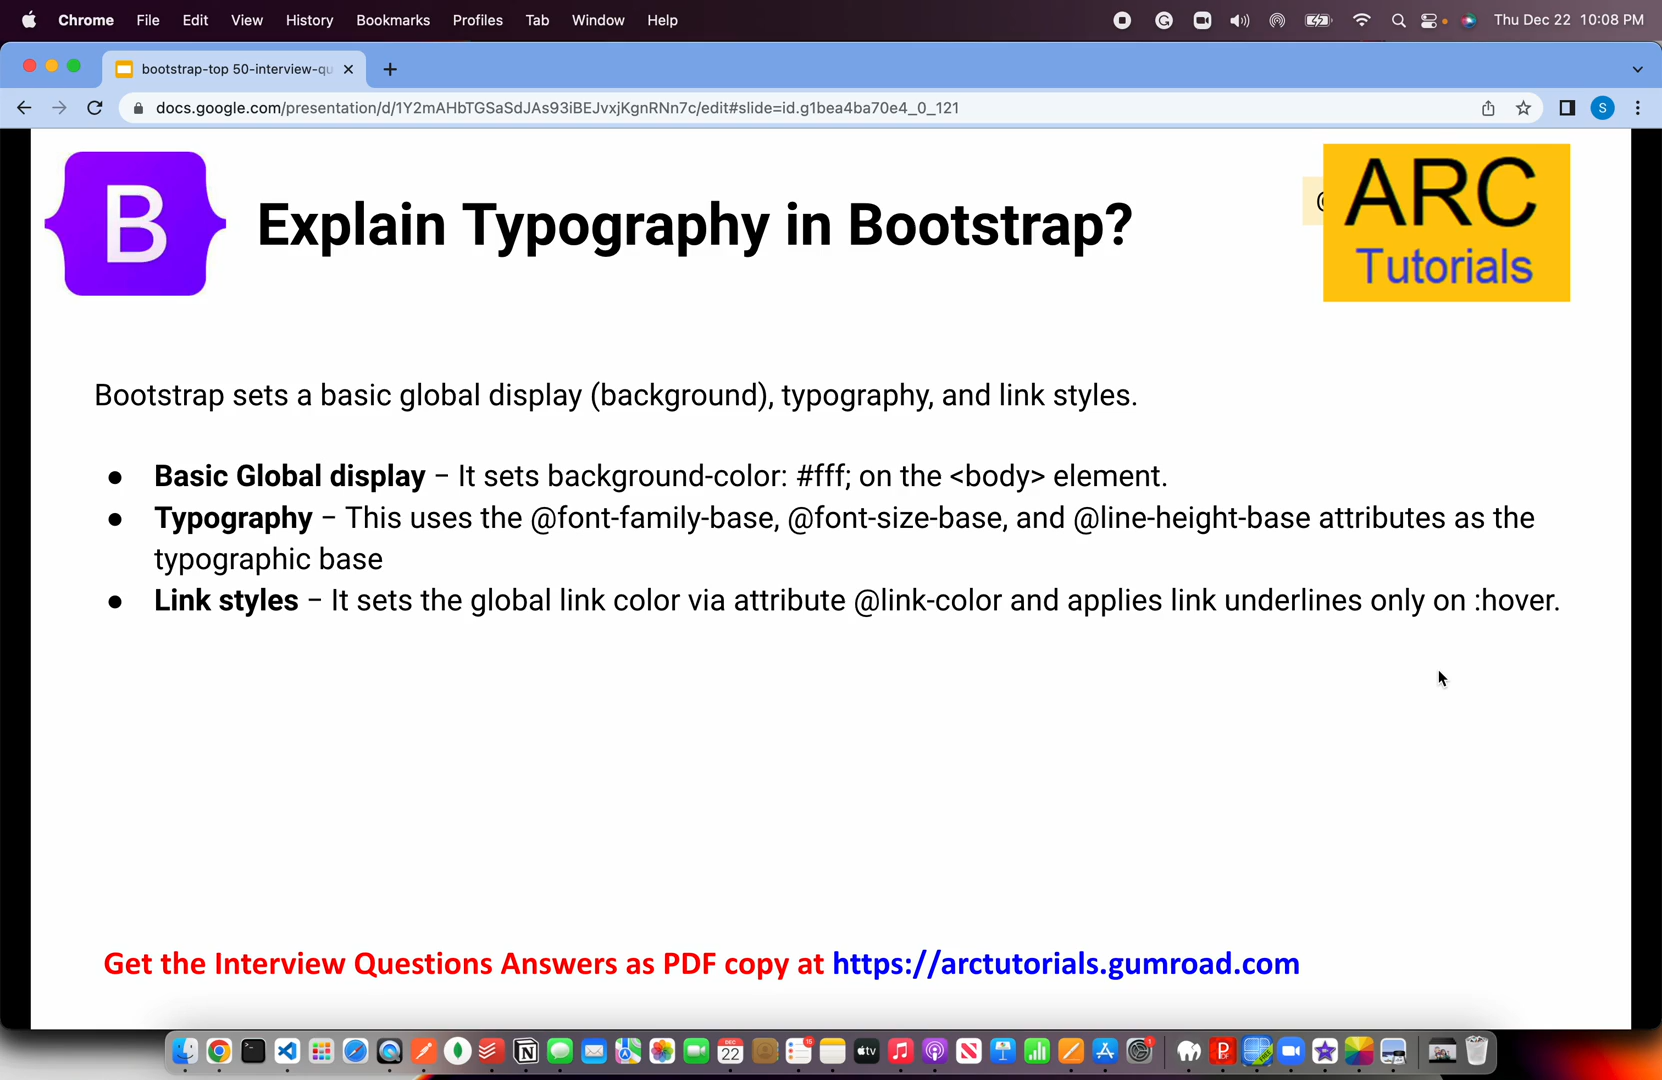 Chrome File Edit View History Bookmarks Profiles Tab Window Help Thu Dec 22 10:08 PM
bootstrap-top 50-interview-qu
docs.google.com/presentation/d/1Y2mAHbTGSaSdJAs93iBEJvxjKgnRNn7c/edit#slide=id.g1bea4ba70e4_0_121
S
B
Explain Typography in Bootstrap?
ARC
Tutorials
Bootstrap sets a basic global display (background), typography, and link styles.
● Basic Global display – It sets background-color: #fff; on the <body> element.
● Typography – This uses the @font-family-base, @font-size-base, and @line-height-base attributes as the
typographic base
● Link styles – It sets the global link color via attribute @link-color and applies link underlines only on :hover.
Get the Interview Questions Answers as PDF copy at https://arctutorials.gumroad.com
DEC
22
tv